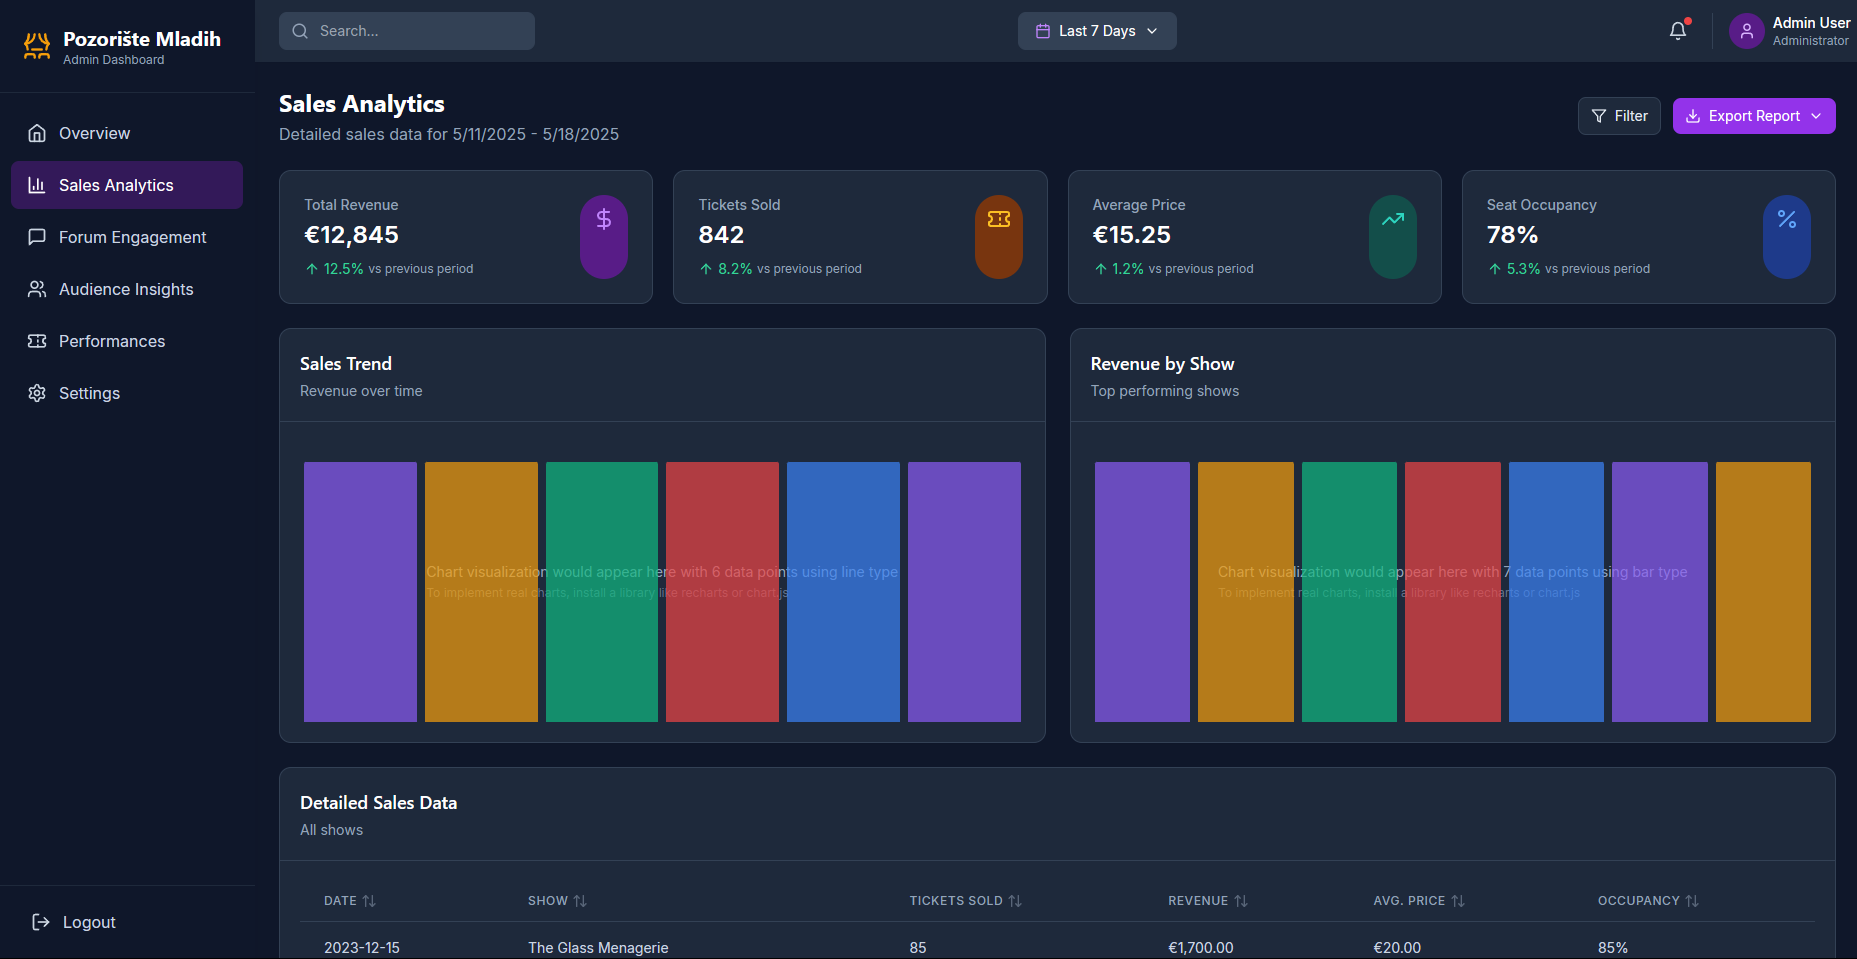 Pozorište Mladih
Admin Dashboard
Search...
Last 7 Days
Admin User
Administrator
Overview
Sales Analytics
Forum Engagement
Audience Insights
Performances
Settings
Logout
Sales Analytics
Detailed sales data for 5/11/2025 - 5/18/2025
Filter
Export Report
Total Revenue
€12,845
12.5% vs previous period
Tickets Sold
842
8.2% vs previous period
Average Price
€15.25
1.2% vs previous period
Seat Occupancy
78%
5.3% vs previous period
Sales Trend
Revenue over time
Chart visualization would appear here with 6 data points using line type
To implement real charts, install a library like recharts or chart.js
Revenue by Show
Top performing shows
Chart visualization would appear here with 7 data points using bar type
To implement real charts, install a library like recharts or chart.js
Detailed Sales Data
All shows
DATE SHOW TICKETS SOLD REVENUE AVG. PRICE OCCUPANCY
2023-12-15 The Glass Menagerie 85 €1,700.00 €20.00 85%